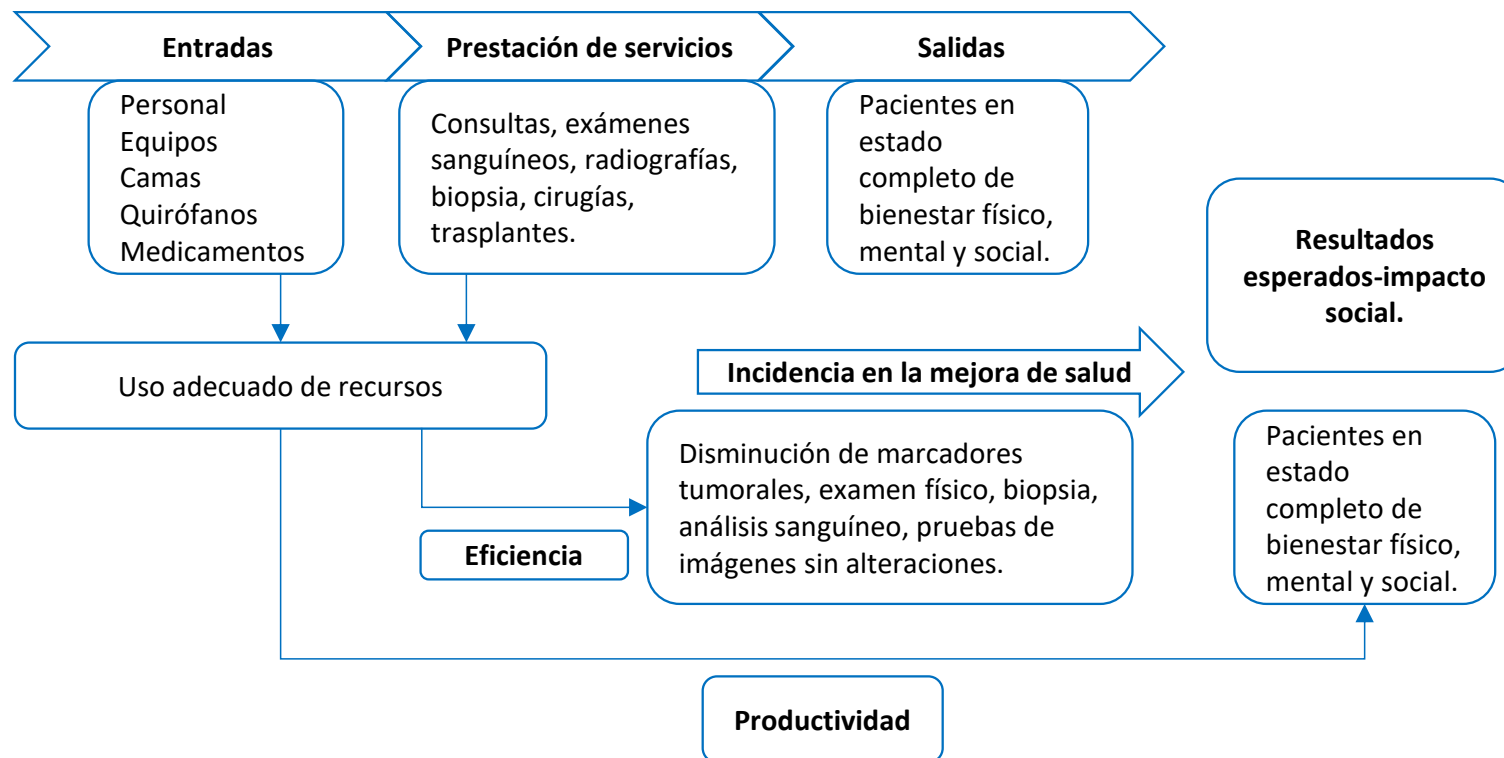 Entradas
Prestación de servicios
Salidas
Personal
Equipos
Camas
Quirófanos
Medicamentos
Consultas, exámenes
sanguíneos, radiografías,
biopsia, cirugías,
trasplantes.
Pacientes en
estado
completo de
bienestar físico,
mental y social.
Resultados
esperados-impacto
social.
Uso adecuado de recursos
Incidencia en la mejora de salud
Disminución de marcadores
tumorales, examen físico, biopsia,
análisis sanguíneo, pruebas de
imágenes sin alteraciones.
Eficiencia
Pacientes en
estado
completo de
bienestar físico,
mental y social.
Productividad